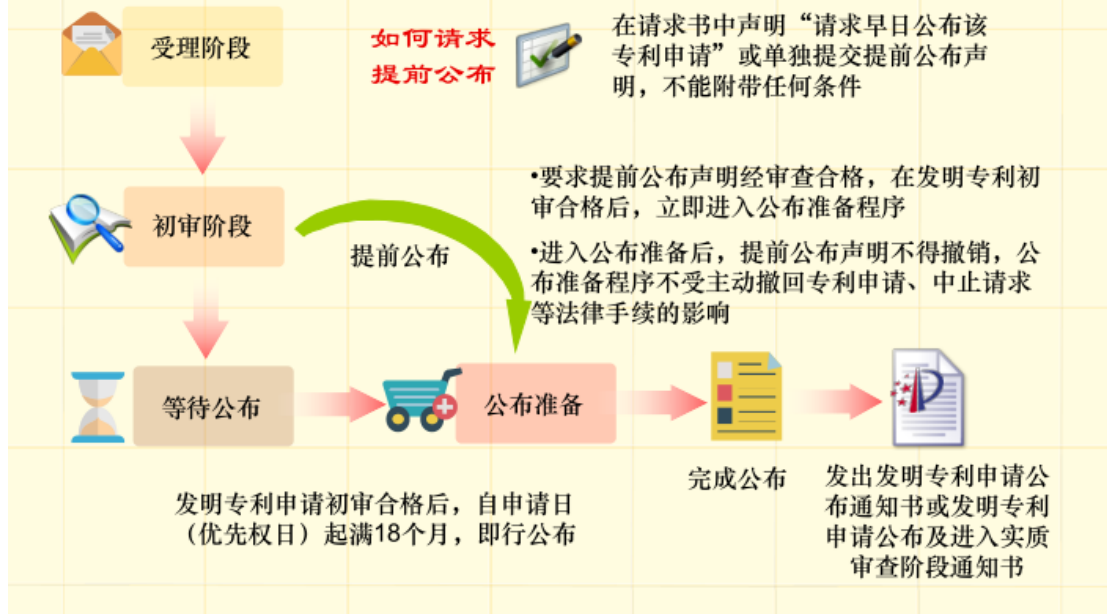 受理阶段
如何请求
提前公布
在请求书中声明“请求早日公布该
专利申请”或单独提交提前公布声
明，不能附带任何条件
初审阶段
提前公布
•要求提前公布声明经审查合格，在发明专利初
审合格后，立即进入公布准备程序
•进入公布准备后，提前公布声明不得撤销，公
布准备程序不受主动撤回专利申请、中止请求
等法律手续的影响
等待公布
公布准备
完成公布
发出发明专利申请公
布通知书或发明专利
申请公布及进入实质
审查阶段通知书
发明专利申请初审合格后，自申请日
（优先权日）起满18个月，即行公布